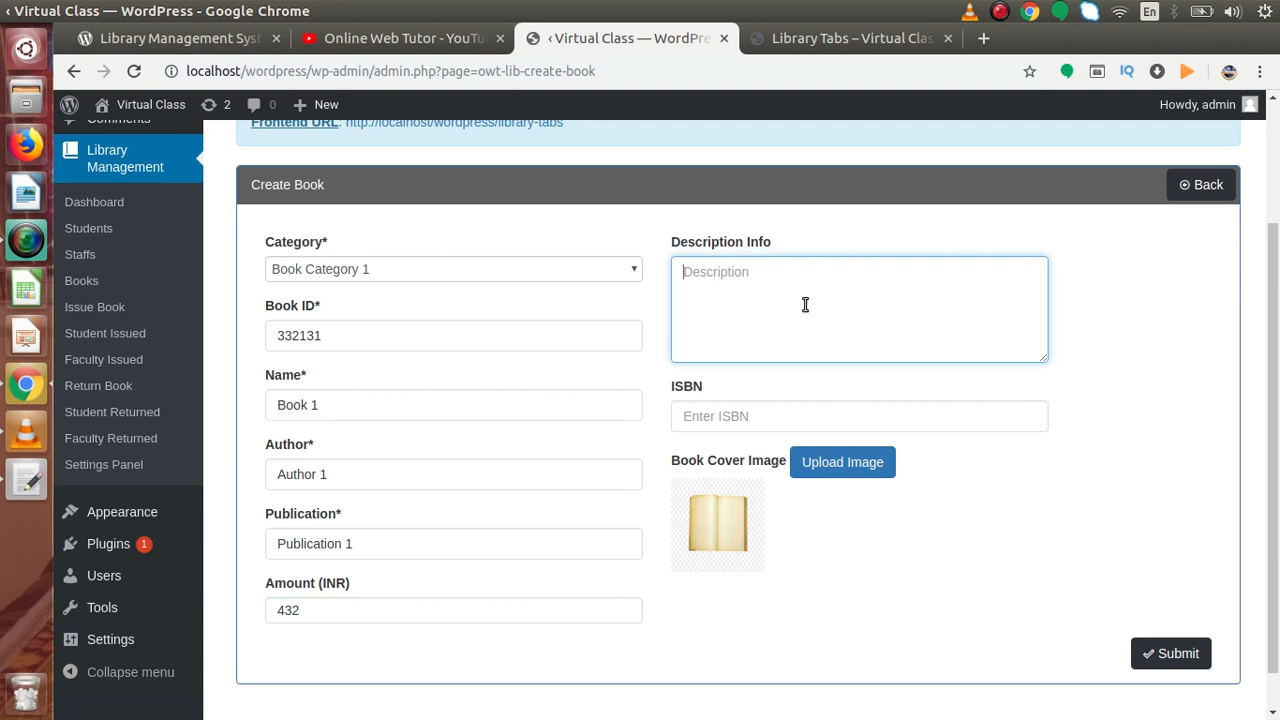 ‹ Virtual Class — WordPress - Google Chrome
En
Library Management Syst
Online Web Tutor - YouTu
‹ Virtual Class — WordPre
Library Tabs – Virtual Clas
localhost/wordpress/wp-admin/admin.php?page=owt-lib-create-book
IQ
Virtual Class
2
0
New
Howdy, admin
Comments
Frontend URL: http://localhost/wordpress/library-tabs
Library
Management
Dashboard
Students
Staffs
Books
Issue Book
Student Issued
Faculty Issued
Return Book
Student Returned
Faculty Returned
Settings Panel
Appearance
Plugins 1
Users
Tools
Settings
Collapse menu
Create Book
Back
Category*
Book Category 1
Book ID*
332131
Name*
Book 1
Author*
Author 1
Publication*
Publication 1
Amount (INR)
432
Description Info
Description
ISBN
Enter ISBN
Book Cover Image
Upload Image
Submit